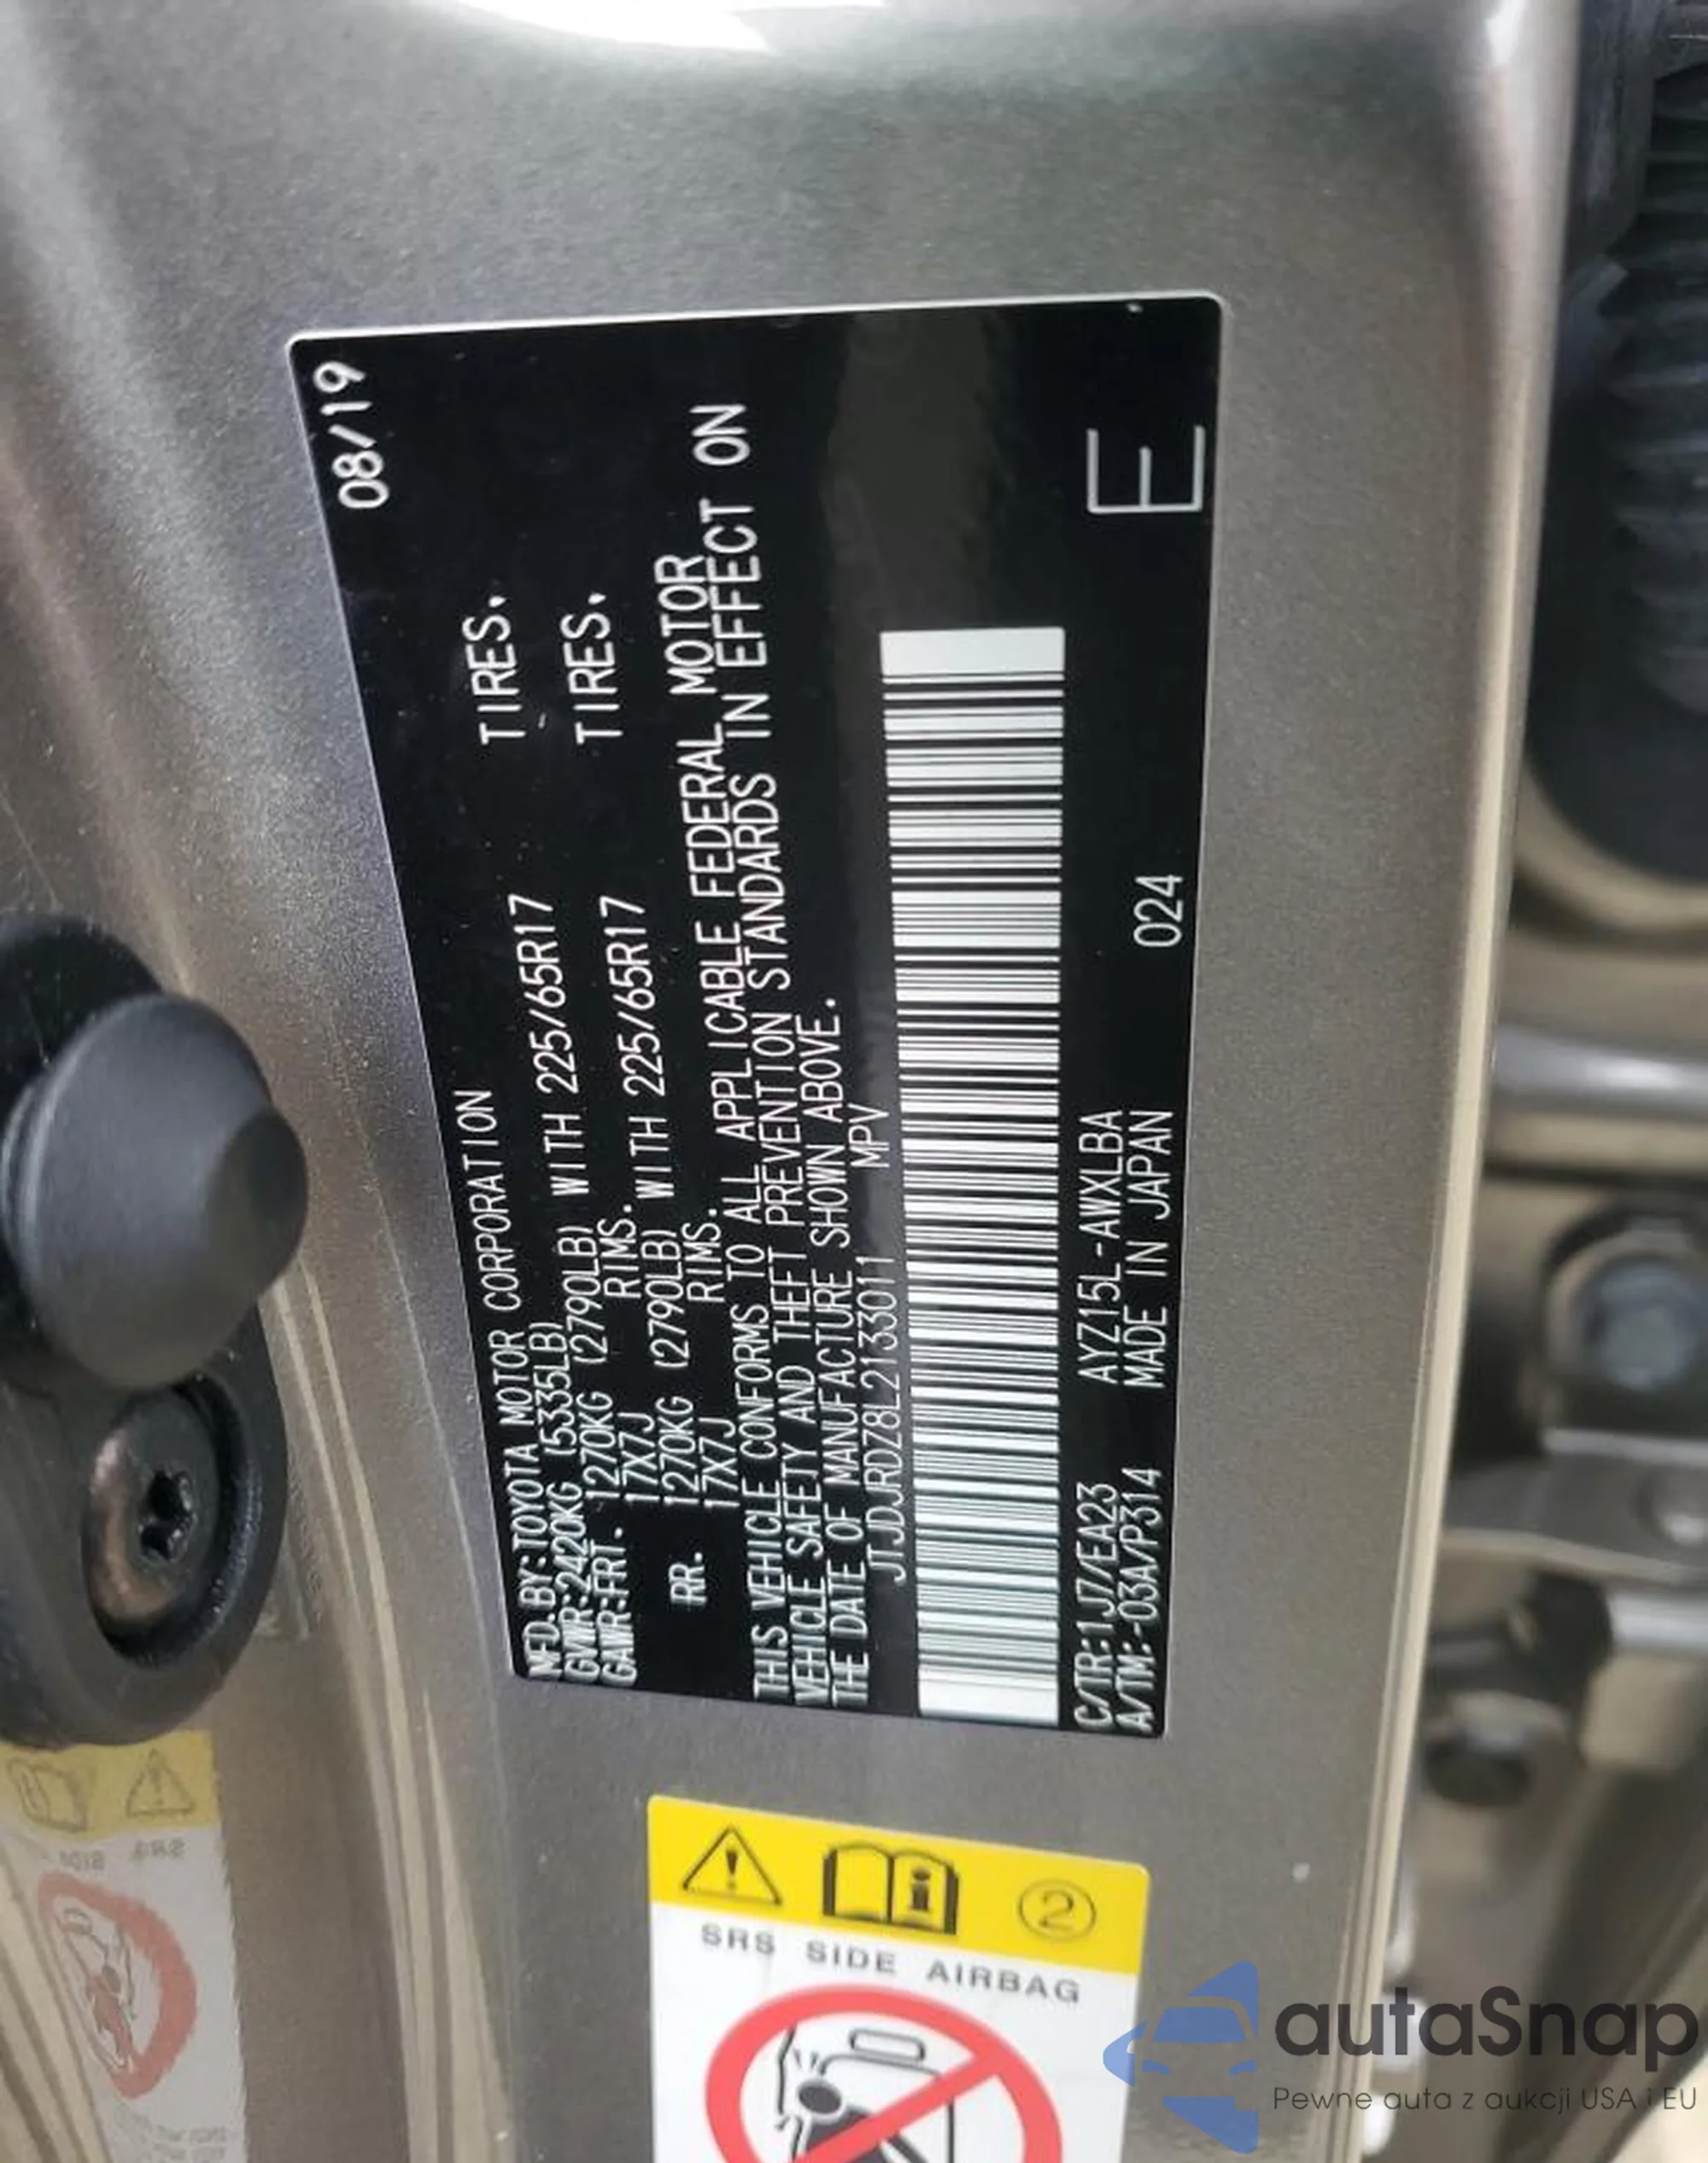 MFD.BY:TOYOTA MOTOR CORPORATION 08/19
GVWR:2420KG (5335LB)
GAWR:FRT. 1270KG (2790LB) WITH 225/65R17 TIRES.
17X7J RIMS.
RR. 1270KG (2790LB) WITH 225/65R17 TIRES.
17X7J RIMS.
THIS VEHICLE CONFORMS TO ALL APPLICABLE FEDERAL MOTOR
VEHICLE SAFETY AND THEFT PREVENTION STANDARDS IN EFFECT ON
THE DATE OF MANUFACTURE SHOWN ABOVE.
JTJDJRDZ8L2133011 MPV
C/TR:1J7/EA23 AYZ15L-AWXLBA
A/TM:-03A/P314 MADE IN JAPAN 024 E
2
SRS SIDE AIRBAG
autaSnap
Pewne auta z aukcji USA i EU